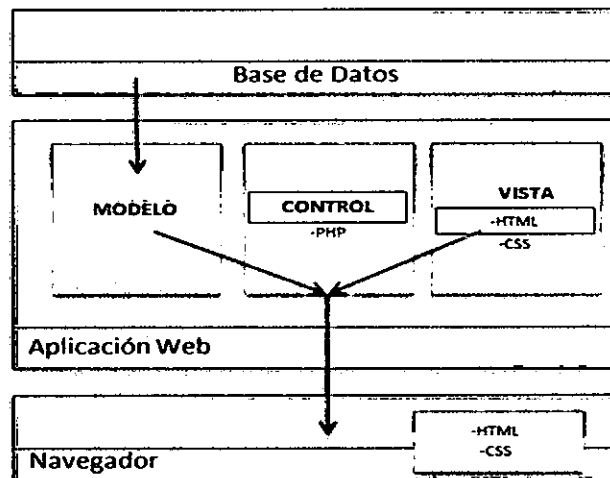 Base de Datos
MODELO
CONTROL
-PHP
VISTA
-HTML
-CSS
Aplicación Web
-HTML
-CSS
Navegador